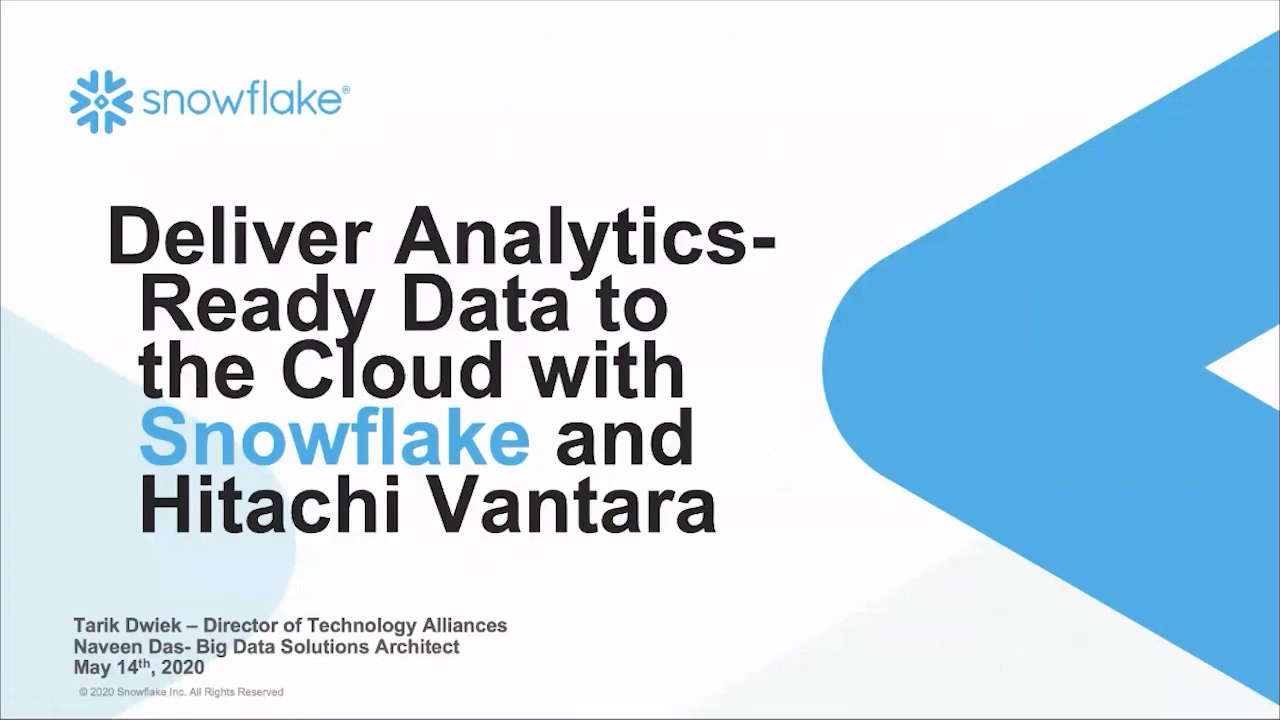 snowflake®
Deliver Analytics-
Ready Data to
the Cloud with
Snowflake and
Hitachi Vantara
Tarik Dwiek – Director of Technology Alliances
Naveen Das- Big Data Solutions Architect
May 14th, 2020
© 2020 Snowflake Inc. All Rights Reserved